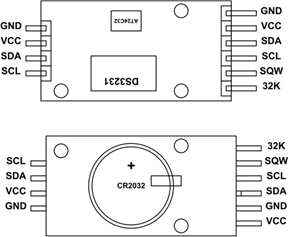 GND
VCC
SDA
SCL
AT24C32
DS3231
GND
VCC
SDA
SCL
SQW
32K
SCL
SDA
VCC
GND
+
CR2032
32K
SQW
SCL
SDA
GND
VCC